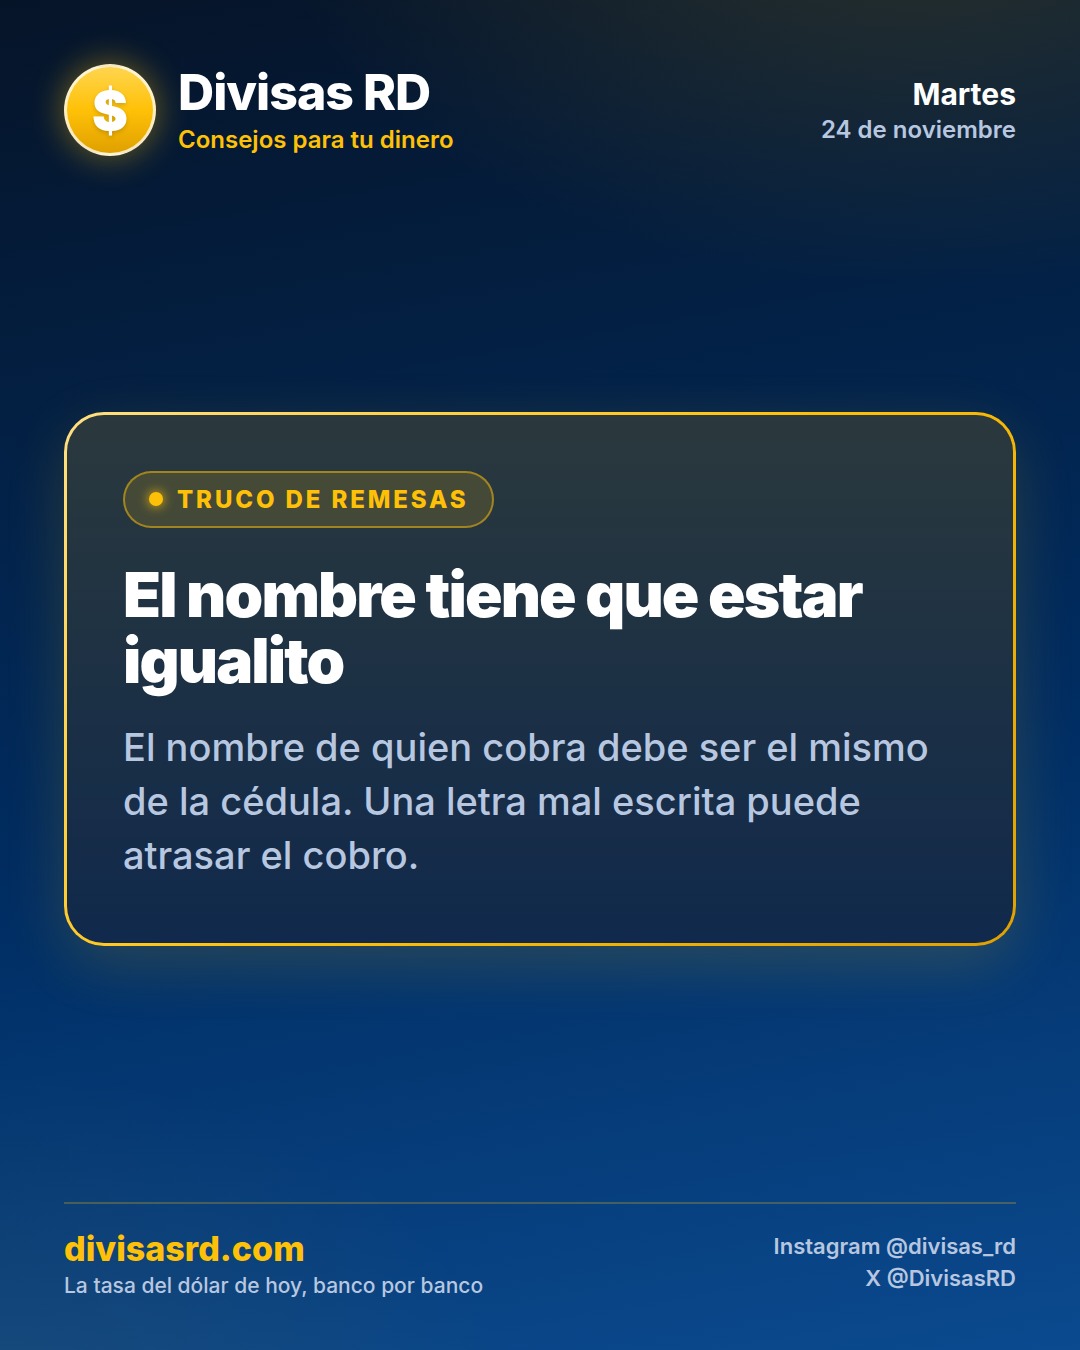 $
Divisas RD
Consejos para tu dinero
Martes
24 de noviembre
TRUCO DE REMESAS
El nombre tiene que estar
igualito
El nombre de quien cobra debe ser el mismo
de la cédula. Una letra mal escrita puede
atrasar el cobro.
divisasrd.com
La tasa del dólar de hoy, banco por banco
Instagram @divisas_rd
X @DivisasRD